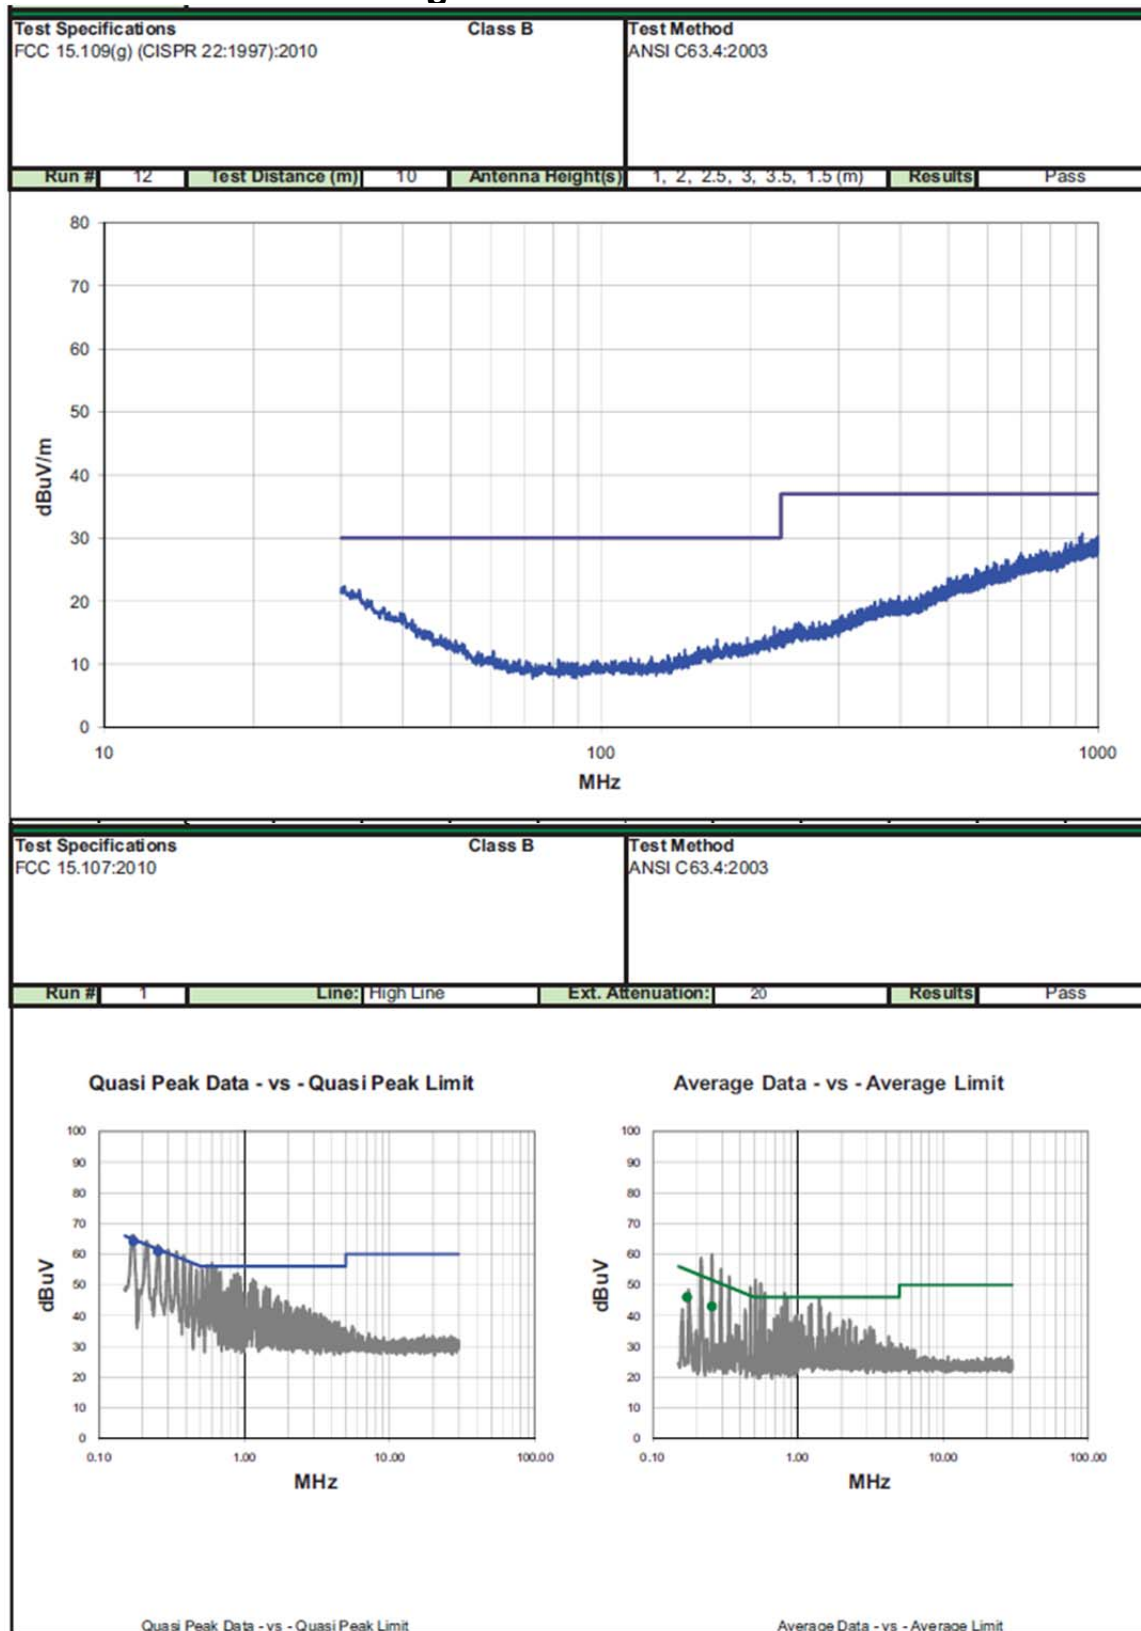 Test Specifications Class B Test Method
FCC 15.109(g) (CISPR 22:1997):2010 ANSI C63.4:2003
Run # 12 Test Distance (m) 10 Antenna Height(s) 1, 2, 2.5, 3, 3.5, 1.5 (m) Results Pass
80
70
60
50
40
30
20
10
0
dBuV/m
10 100 1000
MHz
Test Specifications Class B Test Method
FCC 15.107:2010 ANSI C63.4:2003
Run # 1 Line: High Line Ext. Attenuation: 20 Results Pass
Quasi Peak Data - vs - Quasi Peak Limit
100
90
80
70
60
50
40
30
20
10
0
dBuV
0.10 1.00 10.00 100.00
MHz
Average Data - vs - Average Limit
100
90
80
70
60
50
40
30
20
10
0
dBuV
0.10 1.00 10.00 100.00
MHz
Quasi Peak Data - vs - Quasi Peak Limit Average Data - vs - Average Limit